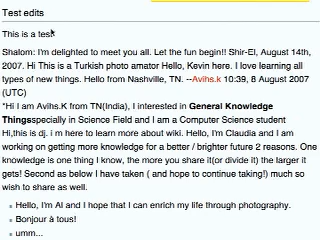 Test edits
This is a test
Shalom: I'm delighted to meet you all. Let the fun begin!! Shir-El, August 14th,
2007. Hi This is a Turkish photo amator Hello, Kevin here. I love learning all
types of new things. Hello from Nashville, TN. --Avihs.k 10:39, 8 August 2007
(UTC)
*Hi I am Avihs.K from TN(India), I interested in General Knowledge
Thingsspecially in Science Field and I am a Computer Science student
Hi,this is dj. i m here to learn more about wiki. Hello, I'm Claudia and I am
working on getting more knowledge for a better / brighter future 2 reasons. One
knowledge is one thing I know, the more you share it(or divide it) the larger it
gets! Second as below I have taken ( and hope to continue taking!) much so
wish to share as well.
Hello, I'm Al and I hope that I can enrich my life through photography.
Bonjour à tous!
umm...